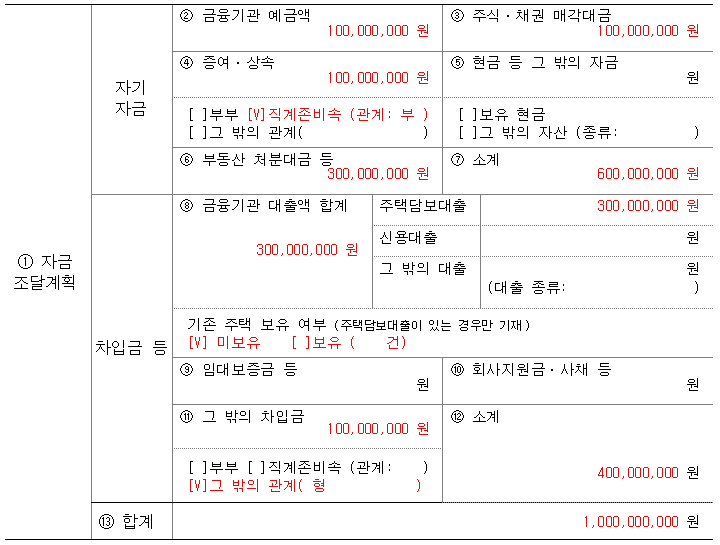 ① 자금
조달계획
자기
자금
② 금융기관 예금액
100,000,000 원
③ 주식·채권 매각대금
100,000,000 원
④ 증여·상속
100,000,000 원
[ ]부부 [V]직계존비속 (관계: 부 )
[ ]그 밖의 관계( )
⑤ 현금 등 그 밖의 자금
원
[ ]보유 현금
[ ]그 밖의 자산 (종류: )
⑥ 부동산 처분대금 등
300,000,000 원
⑦ 소계
600,000,000 원
차입금 등
⑧ 금융기관 대출액 합계
300,000,000 원
주택담보대출
300,000,000 원
신용대출
원
그 밖의 대출
원
(대출 종류: )
기존 주택 보유 여부 (주택담보대출이 있는 경우만 기재)
[V] 미보유 [ ]보유 ( 건)
⑨ 임대보증금 등
원
⑩ 회사지원금·사채 등
원
⑪ 그 밖의 차입금
100,000,000 원
[ ]부부 [ ]직계존비속 (관계: )
[V]그 밖의 관계( 형 )
⑫ 소계
400,000,000 원
⑬ 합계
1,000,000,000 원